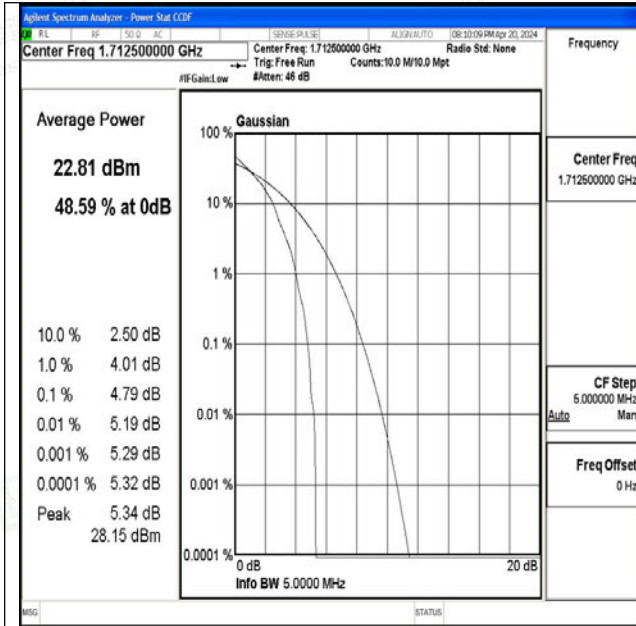 Agilent Spectrum Analyzer - Power Stat CCDF
RL RF 50 Ω AC SENSE:PULSE ALIGNAUTO 08:10:09 PM Apr 20, 2024
Center Freq 1.712500000 GHz
Center Freq: 1.712500000 GHz Radio Std: None
Trig: Free Run Counts:10.0 M/10.0 Mpt
#IFGain:Low #Atten: 46 dB
Frequency
Average Power
22.81 dBm
48.59 % at 0dB
10.0 % 2.50 dB
1.0 % 4.01 dB
0.1 % 4.79 dB
0.01 % 5.19 dB
0.001 % 5.29 dB
0.0001 % 5.32 dB
Peak 5.34 dB
28.15 dBm
Gaussian
100 %
10 %
1 %
0.1 %
0.01 %
0.001 %
0.0001 %
0 dB 20 dB
Info BW 5.0000 MHz
Center Freq
1.712500000 GHz
CF Step
5.000000 MHz
Auto Man
Freq Offset
0 Hz
MSG STATUS